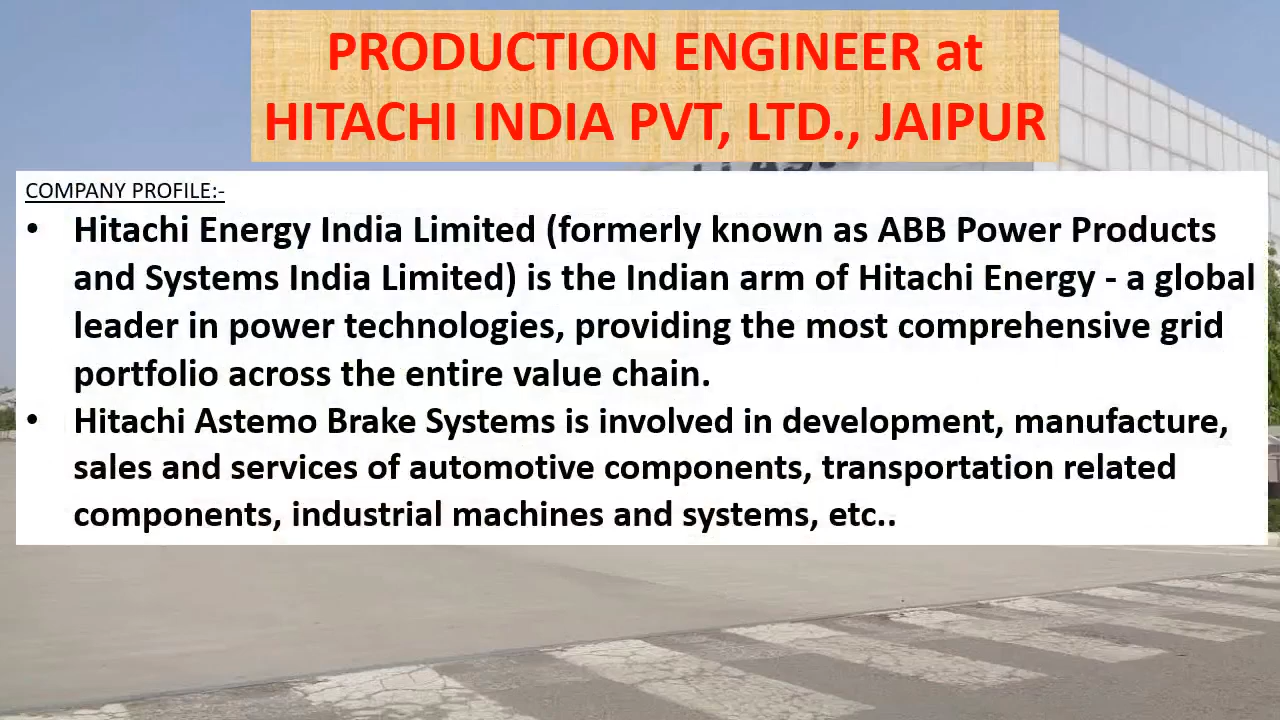 PRODUCTION ENGINEER at
HITACHI INDIA PVT, LTD., JAIPUR
COMPANY PROFILE:-
• Hitachi Energy India Limited (formerly known as ABB Power Products
and Systems India Limited) is the Indian arm of Hitachi Energy - a global
leader in power technologies, providing the most comprehensive grid
portfolio across the entire value chain.
• Hitachi Astemo Brake Systems is involved in development, manufacture,
sales and services of automotive components, transportation related
components, industrial machines and systems, etc..